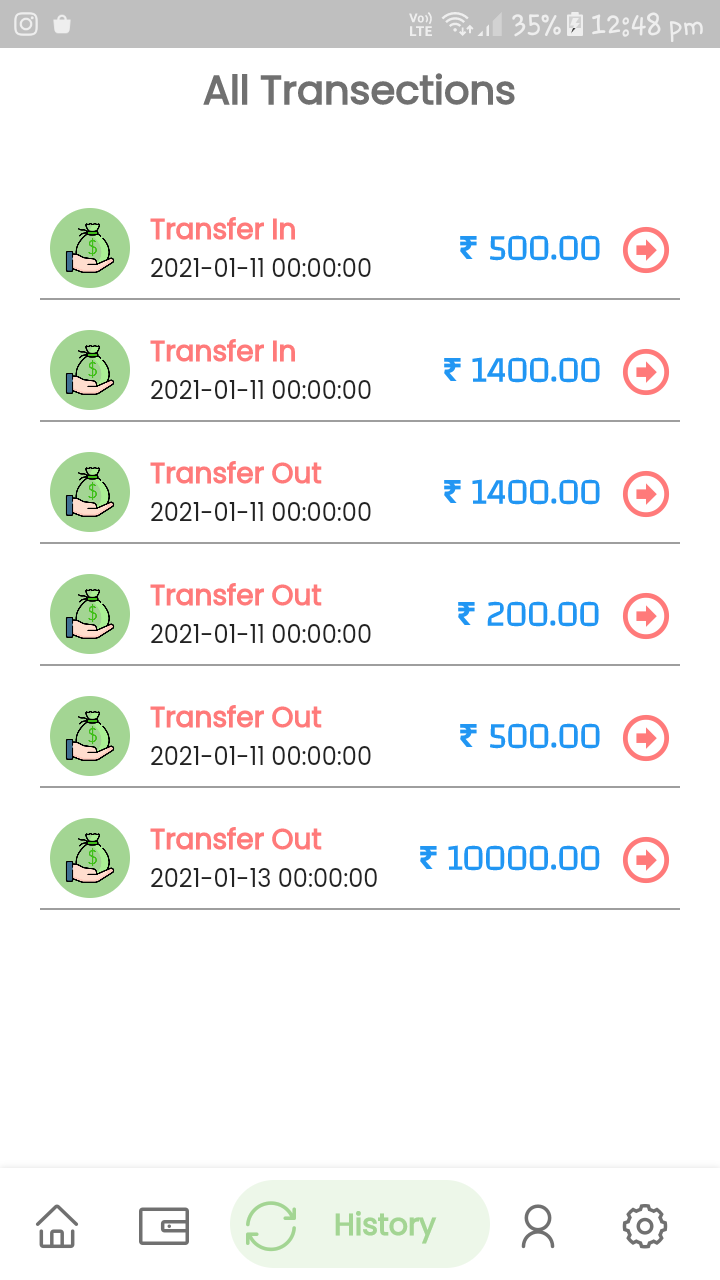 Vo)) LTE 35% 12:48 pm
All Transections
Transfer In
2021-01-11 00:00:00
₹ 500.00
Transfer In
2021-01-11 00:00:00
₹ 1400.00
Transfer Out
2021-01-11 00:00:00
₹ 1400.00
Transfer Out
2021-01-11 00:00:00
₹ 200.00
Transfer Out
2021-01-11 00:00:00
₹ 500.00
Transfer Out
2021-01-13 00:00:00
₹ 10000.00
History